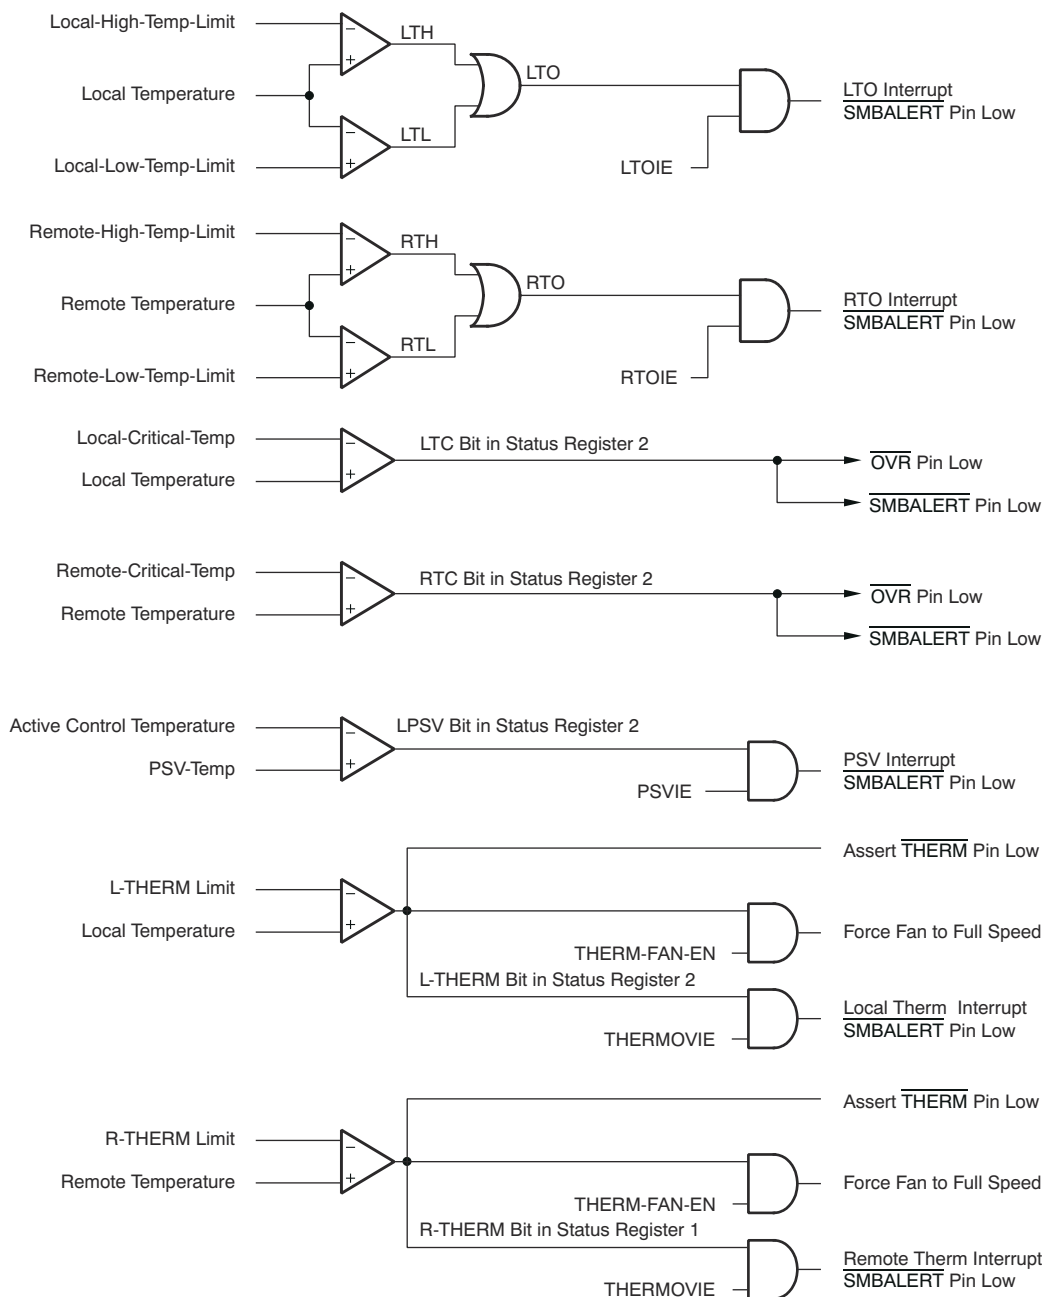 Local-High-Temp-Limit
LTH
LTO
Local Temperature
LTO Interrupt
SMBALERT Pin Low
LTL
Local-Low-Temp-Limit
LTOIE
Remote-High-Temp-Limit
RTH
RTO
Remote Temperature
RTO Interrupt
SMBALERT Pin Low
RTL
Remote-Low-Temp-Limit
RTOIE
Local-Critical-Temp
LTC Bit in Status Register 2
OVR Pin Low
Local Temperature
SMBALERT Pin Low
Remote-Critical-Temp
RTC Bit in Status Register 2
OVR Pin Low
Remote Temperature
SMBALERT Pin Low
Active Control Temperature
LPSV Bit in Status Register 2
PSV-Temp
PSV Interrupt
SMBALERT Pin Low
PSVIE
Assert THERM Pin Low
L-THERM Limit
Local Temperature
Force Fan to Full Speed
THERM-FAN-EN
L-THERM Bit in Status Register 2
Local Therm Interrupt
SMBALERT Pin Low
THERMOVIE
Assert THERM Pin Low
R-THERM Limit
Remote Temperature
Force Fan to Full Speed
THERM-FAN-EN
R-THERM Bit in Status Register 1
Remote Therm Interrupt
SMBALERT Pin Low
THERMOVIE